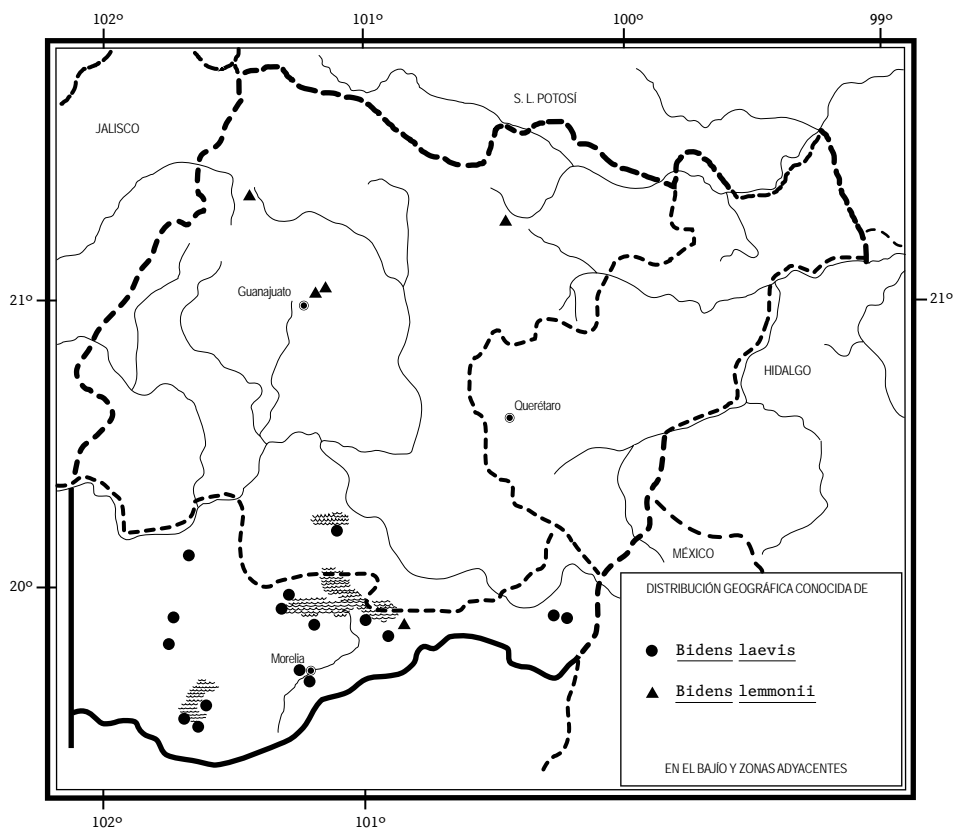 102º 101º 100º 99º
S. L. POTOSÍ
JALISCO
Guanajuato
21º 21º
HIDALGO
Querétaro
MÉXICO
20º
DISTRIBUCIÓN GEOGRÁFICA CONOCIDA DE
Bidens laevis
Morelia
Bidens lemmonii
EN EL BAJÍO Y ZONAS ADYACENTES
102º 101º